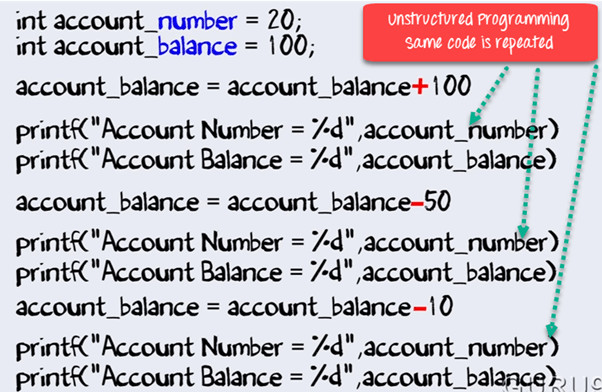 int account_number = 20;
int account_balance = 100;
Unstructured Programming
Same code is repeated
account_balance = account_balance+100
printf("Account Number = %d",account_number)
printf("Account Balance = %d",account_balance)
account_balance = account_balance-50
printf("Account Number = %d",account_number)
printf("Account Balance = %d",account_balance)
account_balance = account_balance-10
printf("Account Number = %d",account_number)
printf("Account Balance = %d",account_balance)